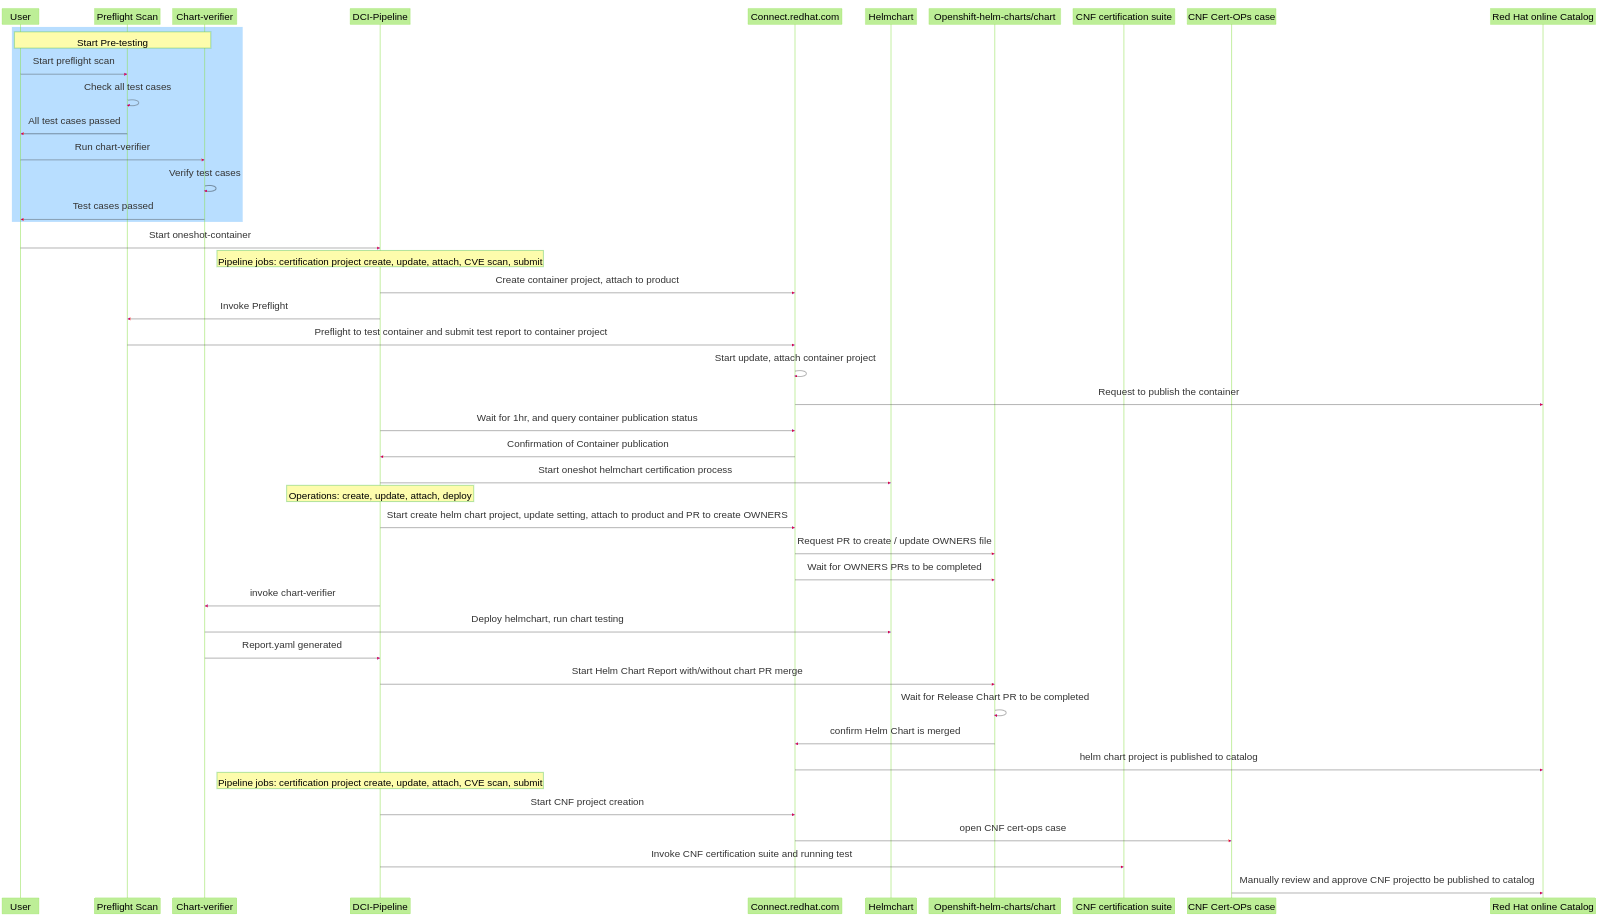 User
Preflight Scan
Chart-verifier
DCI-Pipeline
Connect.redhat.com
Helmchart
Openshift-helm-charts/chart
CNF certification suite
CNF Cert-OPs case
Red Hat online Catalog
Start Pre-testing
Start preflight scan
Check all test cases
All test cases passed
Run chart-verifier
Verify test cases
Test cases passed
Start oneshot-container
Pipeline jobs: certification project create, update, attach, CVE scan, submit
Create container project, attach to product
Invoke Preflight
Preflight to test container and submit test report to container project
Start update, attach container project
Request to publish the container
Wait for 1hr, and query container publication status
Confirmation of Container publication
Start oneshot helmchart certification process
Operations: create, update, attach, deploy
Start create helm chart project, update setting, attach to product and PR to create OWNERS
Request PR to create / update OWNERS file
Wait for OWNERS PRs to be completed
invoke chart-verifier
Deploy helmchart, run chart testing
Report.yaml generated
Start Helm Chart Report with/without chart PR merge
Wait for Release Chart PR to be completed
confirm Helm Chart is merged
helm chart project is published to catalog
Pipeline jobs: certification project create, update, attach, CVE scan, submit
Start CNF project creation
open CNF cert-ops case
Invoke CNF certification suite and running test
Manually review and approve CNF projectto be published to catalog
User
Preflight Scan
Chart-verifier
DCI-Pipeline
Connect.redhat.com
Helmchart
Openshift-helm-charts/chart
CNF certification suite
CNF Cert-OPs case
Red Hat online Catalog